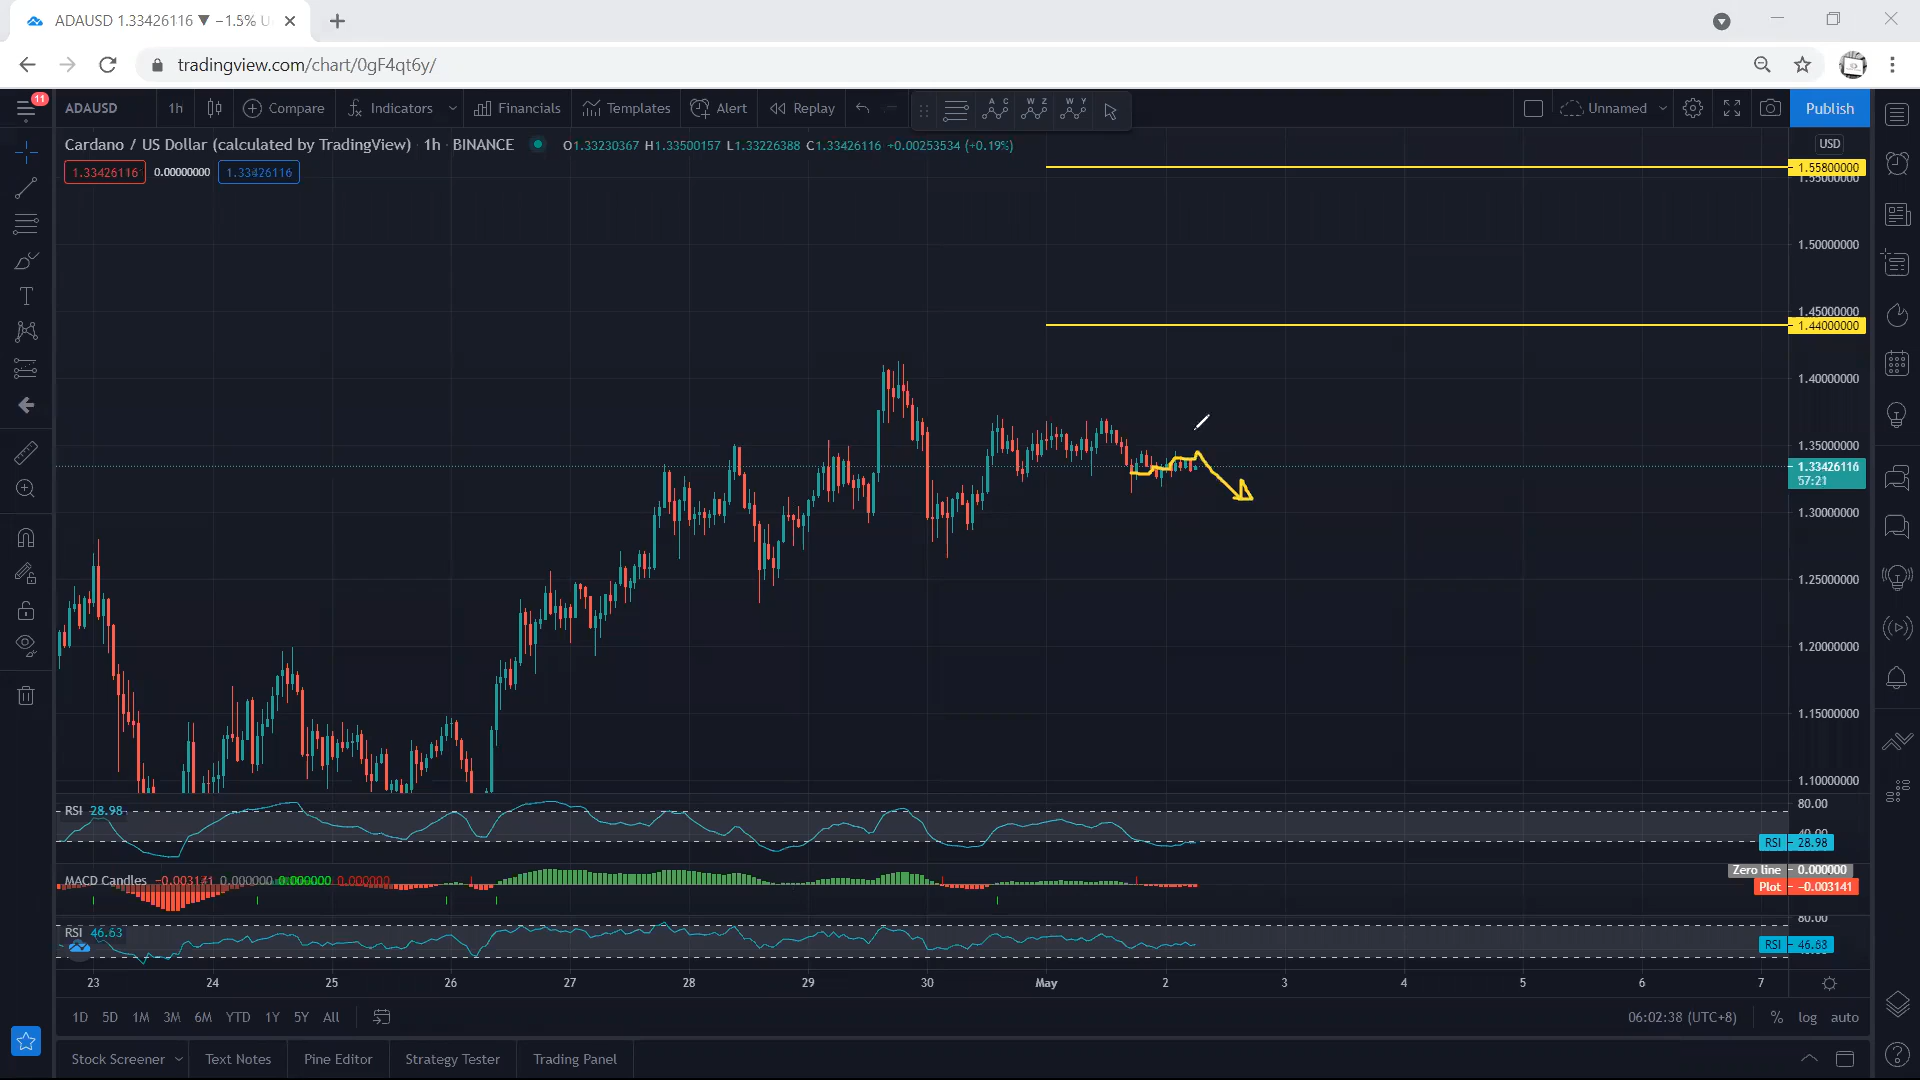 ADAUSD 1.33426116 ▼ −1.5% U
tradingview.com/chart/0gF4qt6y/
11
ADAUSD 1h Compare Indicators Financials Templates Alert Replay A C W Z W Y Unnamed Publish
Cardano / US Dollar (calculated by TradingView) 1h · BINANCE O1.33230367 H1.33500157 L1.33226388 C1.33426116 +0.00253534 (+0.19%)
USD
1.33426116 0.00000000 1.33426116
1.55800000
1.55000000
1.50000000
1.45000000
1.44000000
1.40000000
1.35000000
1.33426116
57:21
1.30000000
1.25000000
1.20000000
1.15000000
1.10000000
RSI 28.98
80.00
40.00
RSI 28.98
MACD Candles −0.003141 0.000000 0.000000 0.000000
Zero line 0.000000
Plot −0.003141
RSI 46.63
80.00
RSI 46.63
23 24 25 26 27 28 29 30 May 2 3 4 5 6 7
1D 5D 1M 3M 6M YTD 1Y 5Y All 06:02:38 (UTC+8) % log auto
Stock Screener Text Notes Pine Editor Strategy Tester Trading Panel